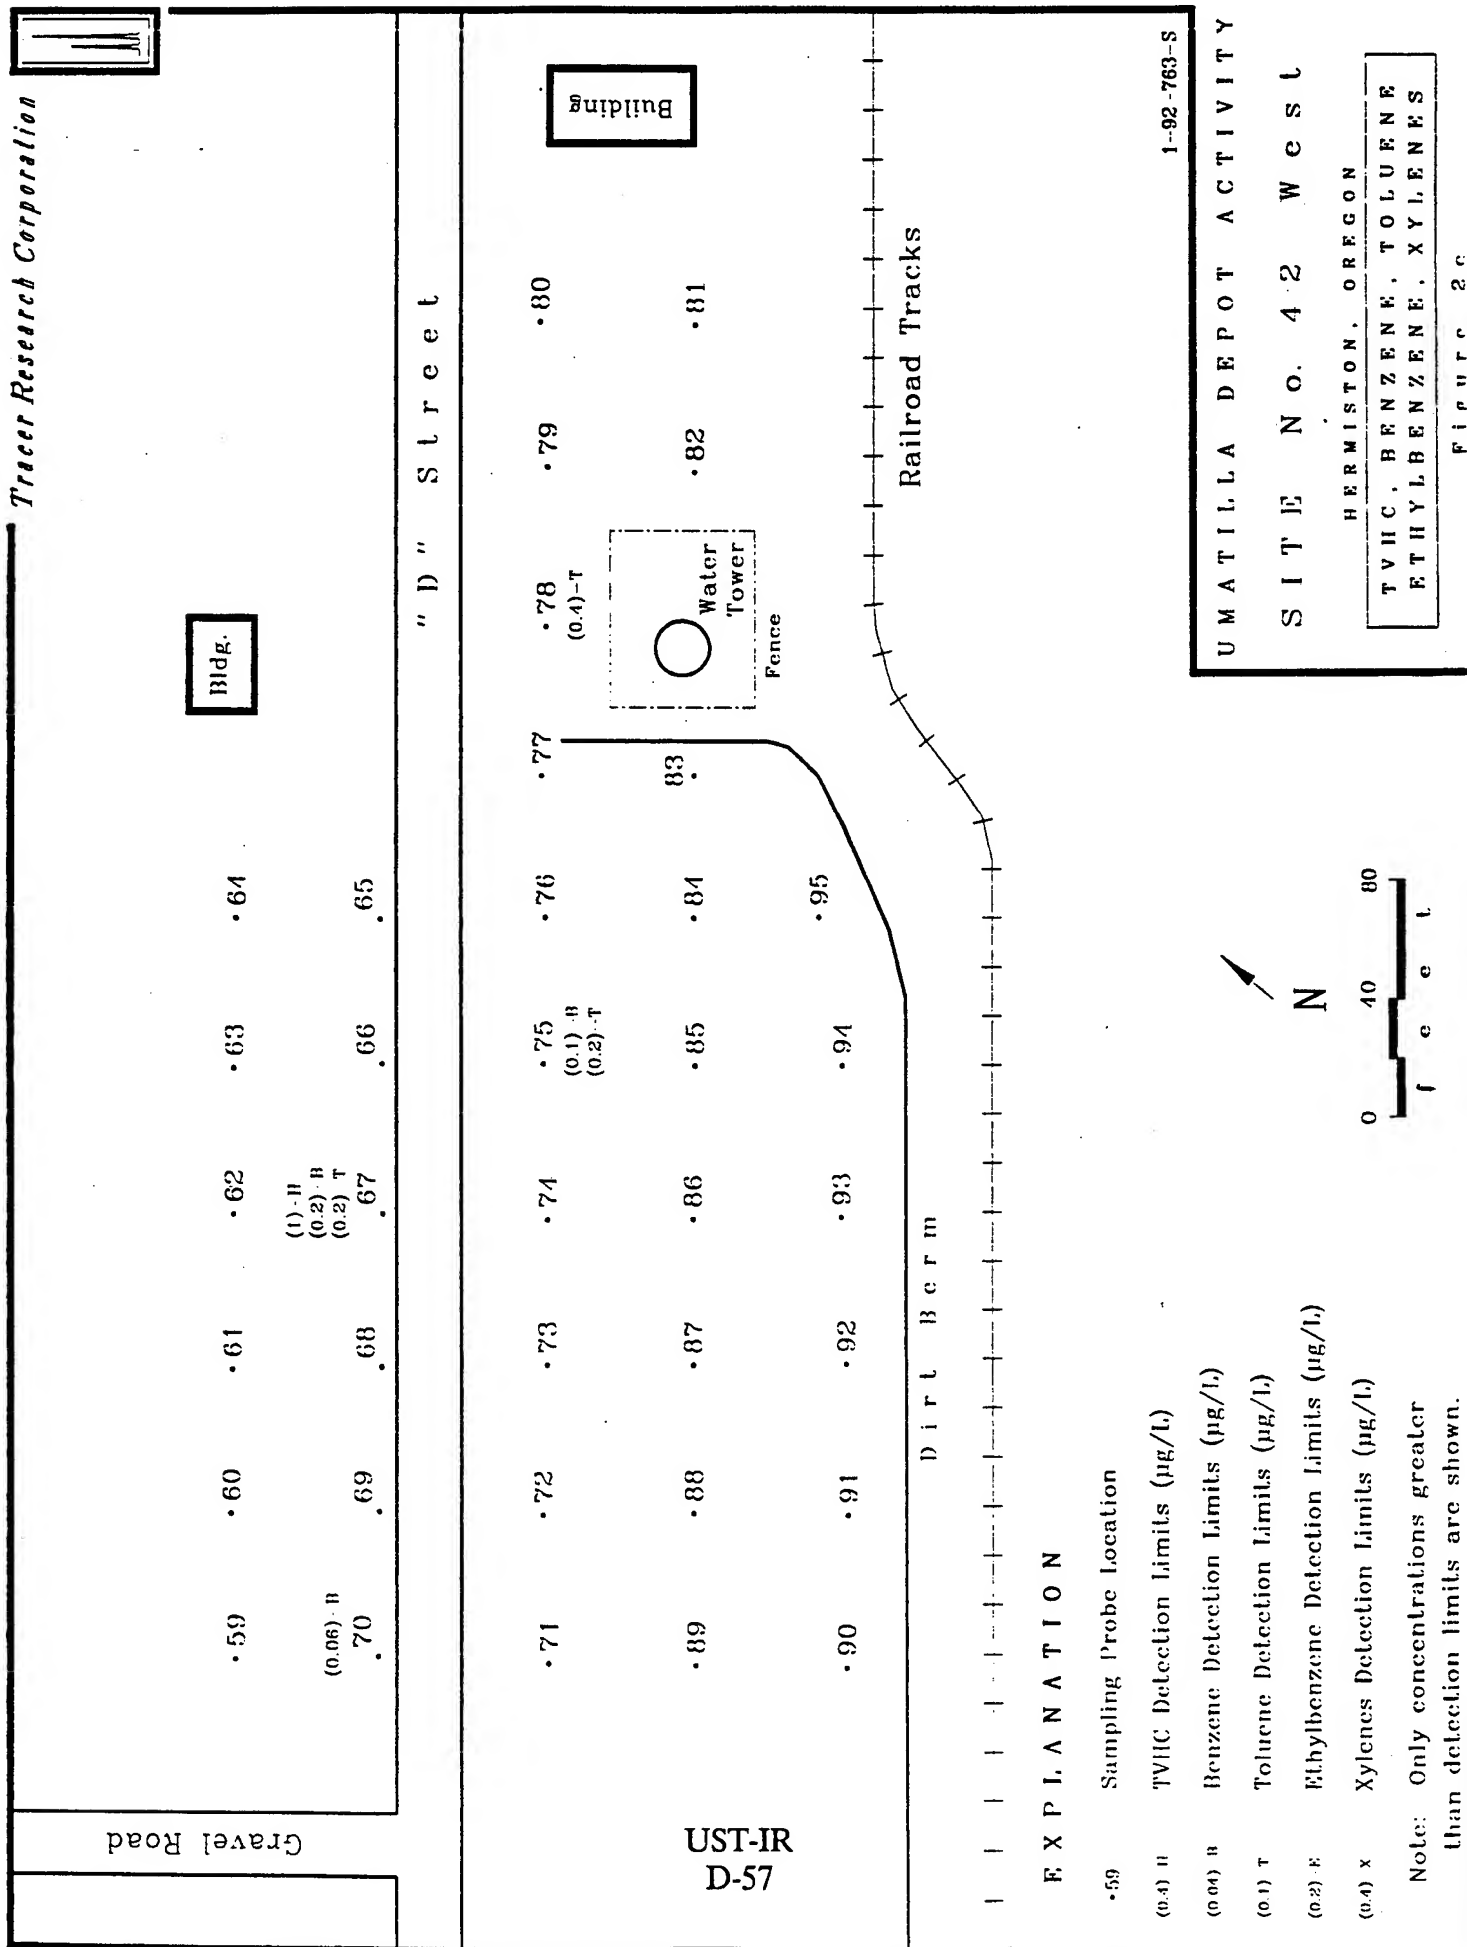 Tracer Research Corporation
Gravel Road
Bldg.
Building
"D" Street
59
60
61
62
63
64
(0.06)-B
70
69
68
(1)-H
(0.2)-B
(0.2) T
67
66
65
71
72
73
74
75
(0.1)-B
(0.2)-T
76
77
78
(0.4)-T
79
80
89
88
87
86
85
84
83
82
81
90
91
92
93
94
95
Water
Tower
Fence
Dirt Berm
Railroad Tracks
UST-IR
D-57
EXPLANATION
•59 Sampling Probe Location
(0.4) H TVHC Detection Limits (µg/L)
(0.04) B Benzene Detection Limits (µg/L)
(0.1) T Toluene Detection Limits (µg/L)
(0.2)-E Ethylbenzene Detection Limits (µg/L)
(0.4) X Xylenes Detection Limits (µg/L)
Note: Only concentrations greater
than detection limits are shown.
N
0 40 80
feet
1-92-763-S
UMATILLA DEPOT ACTIVITY
SITE No. 42 West
HERMISTON, OREGON
TVHC, BENZENE, TOLUENE
ETHYLBENZENE, XYLENES
Figure 2c